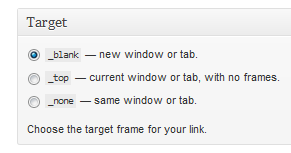 Target
_blank — new window or tab.
_top — current window or tab, with no frames.
_none — same window or tab.
Choose the target frame for your link.